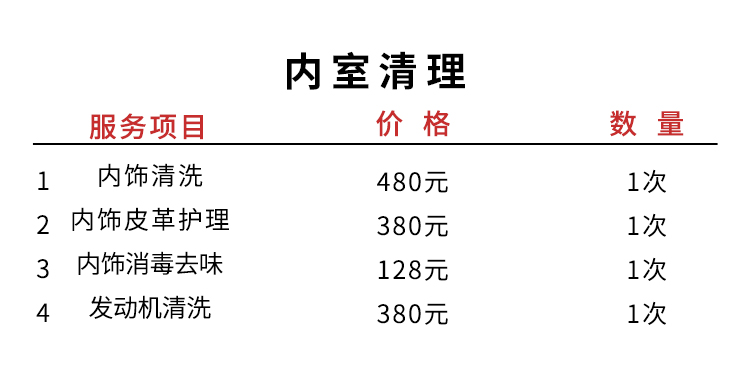 内室清理
服务项目 价格 数量
1 内饰清洗 480元 1次
2 内饰皮革护理 380元 1次
3 内饰消毒去味 128元 1次
4 发动机清洗 380元 1次